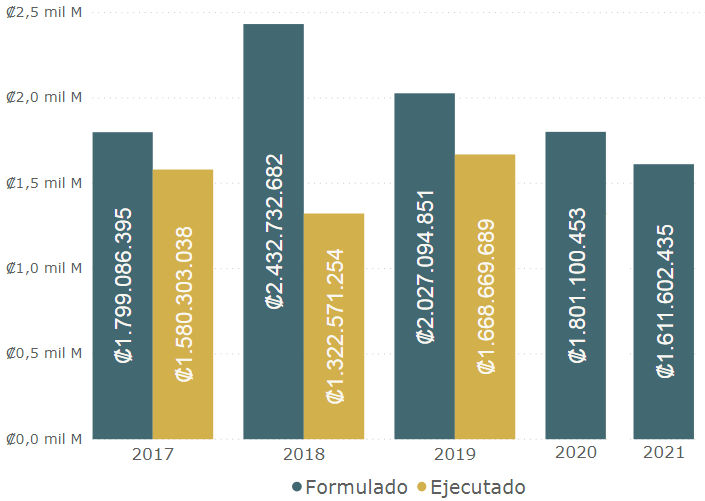 ₡2,5 mil M
₡2,0 mil M
₡1,5 mil M
₡1,0 mil M
₡0,5 mil M
₡0,0 mil M
₡1.799.086.395
₡1.580.303.038
₡2.432.732.682
₡1.322.571.254
₡2.027.094.851
₡1.668.669.689
₡1.801.100.453
₡1.611.602.435
2017
2018
2019
2020
2021
Formulado
Ejecutado